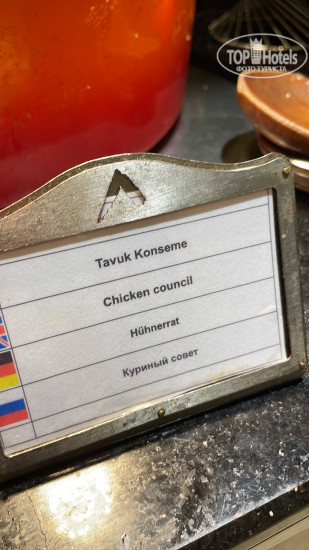 TOP Hotels
ФОТО-ТУРИСТА
Tavuk Konseme
Chicken council
Hühnerrat
Куриный совет